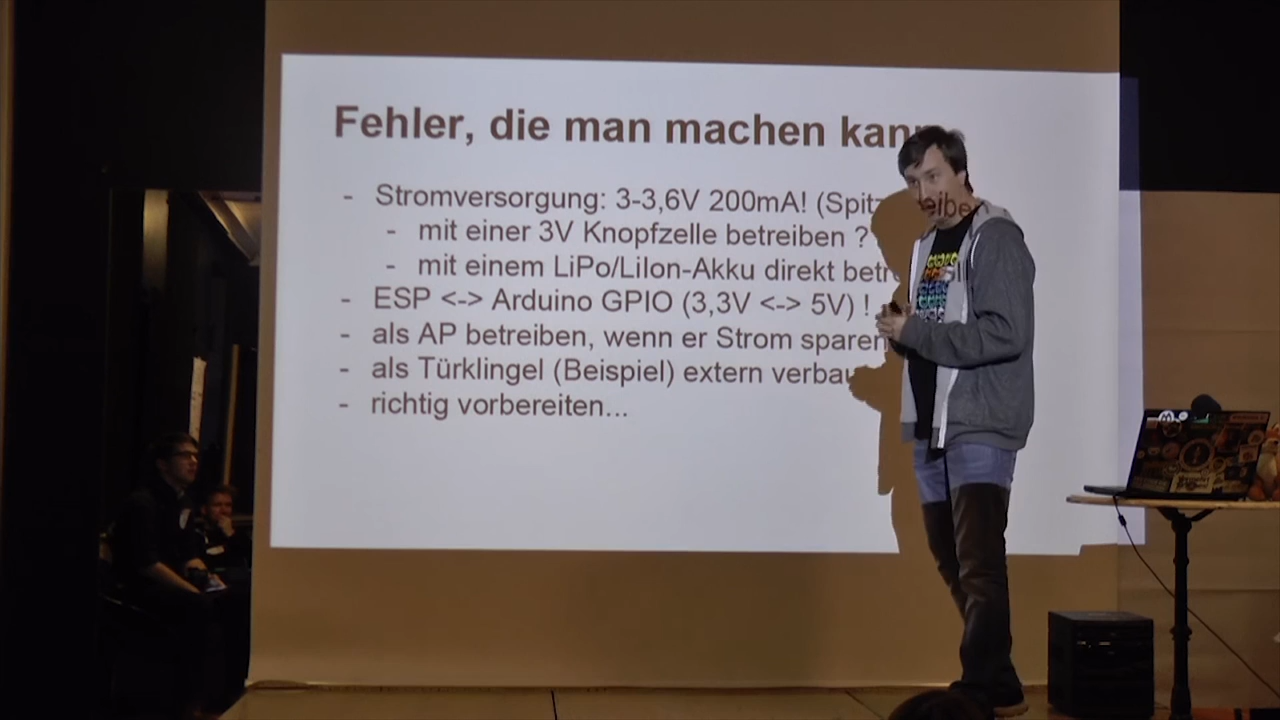 Fehler, die man machen kann
- Stromversorgung: 3-3,6V 200mA! (Spitz
- mit einer 3V Knopfzelle betreiben ?
- mit einem LiPo/LiIon-Akku direkt betr
- ESP <-> Arduino GPIO (3,3V <-> 5V) !
- als AP betreiben, wenn er Strom sparen
- als Türklingel (Beispiel) extern verbau
- richtig vorbereiten...